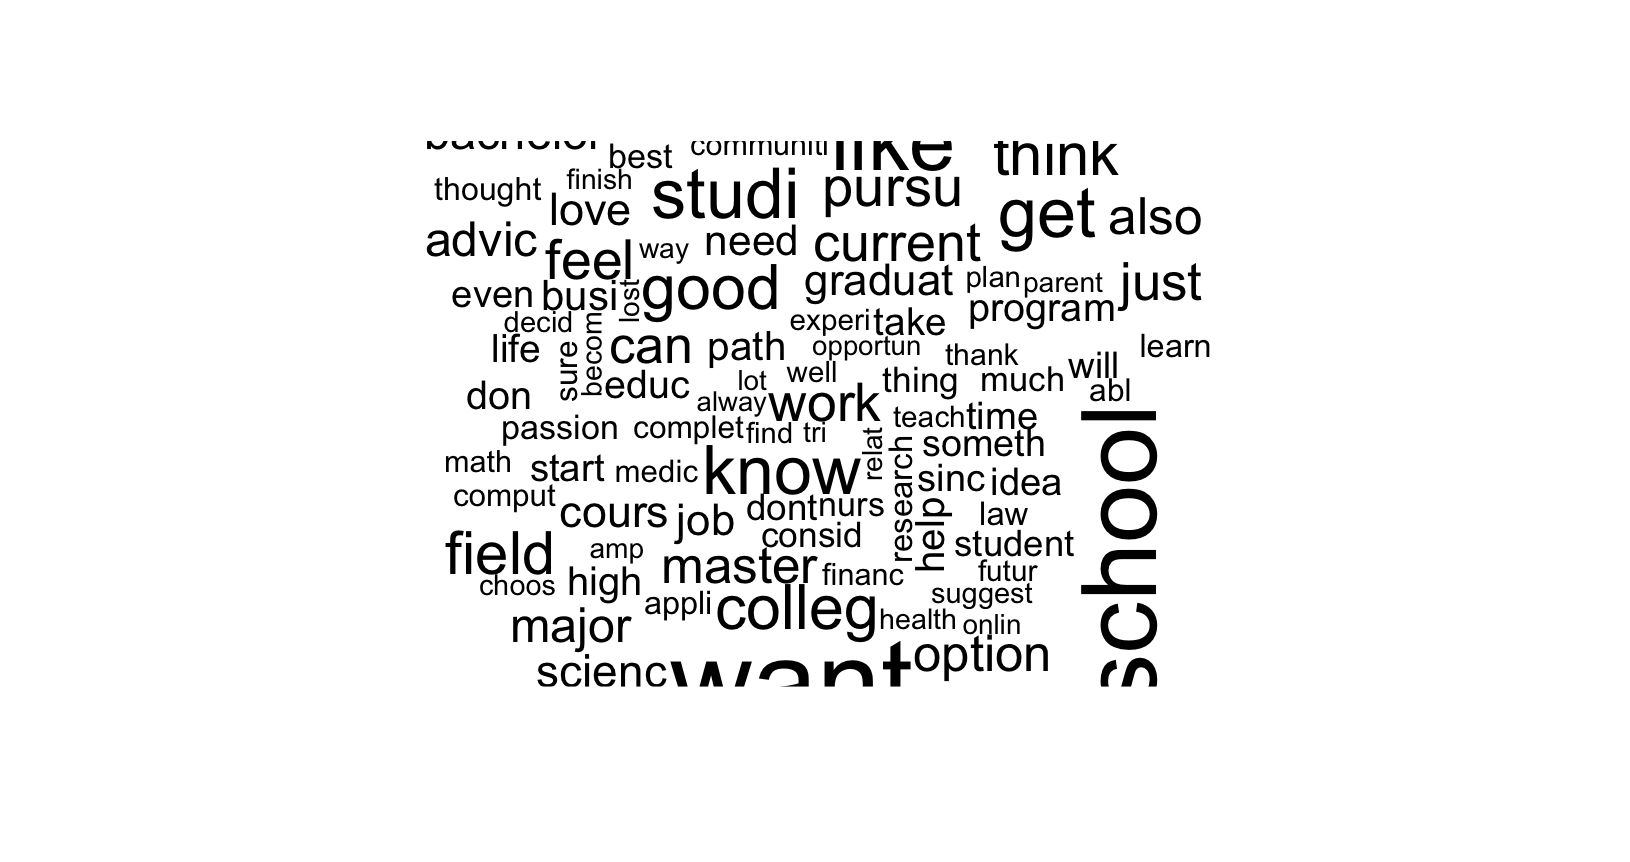 bachelor best communiti like think
thought finish love studi pursu get also
advic feel way need current
even busi lost good graduat plan parent just
decid becom experi take program
life sure can path opportun thank learn
don educ lot well thing much will abl
alway work teach time
passion complet find tri relat someth
math start medic know research sinc idea
comput cours job dont nurs help law school
field amp master consid student
choos high financ futur
appli colleg health suggest
major onlin
scienc want option